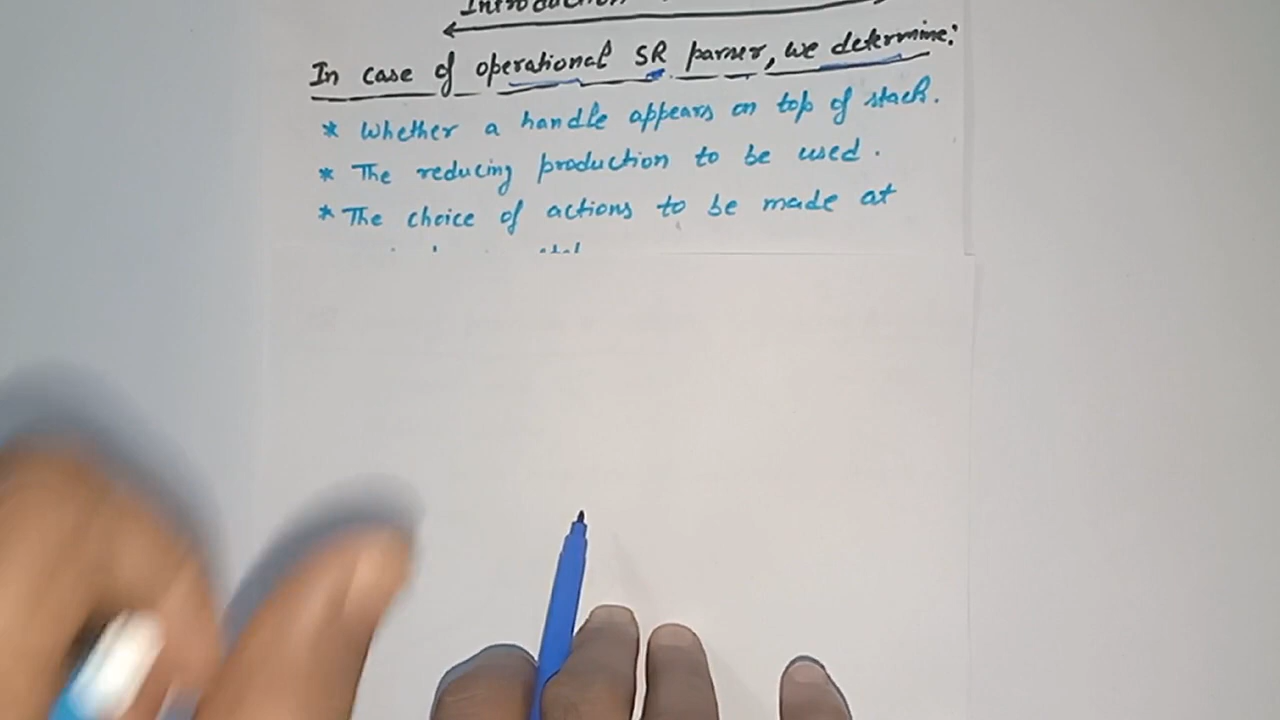 Introduction
In case of operational SR parser, we determine:
* Whether a handle appears on top of stack.
* The reducing production to be used.
* The choice of actions to be made at